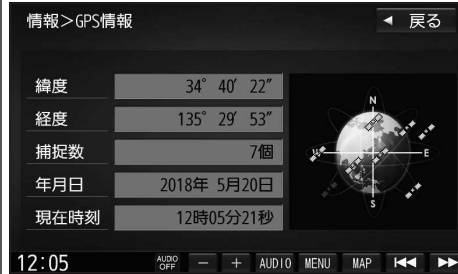 情報＞GPS情報
◀ 戻る
緯度 34° 40′ 22″
経度 135° 29′ 53″
捕捉数 7個
年月日 2018年 5月20日
現在時刻 12時05分21秒
N
W E
S
12:05 AUDIO OFF － ＋ AUDIO MENU MAP